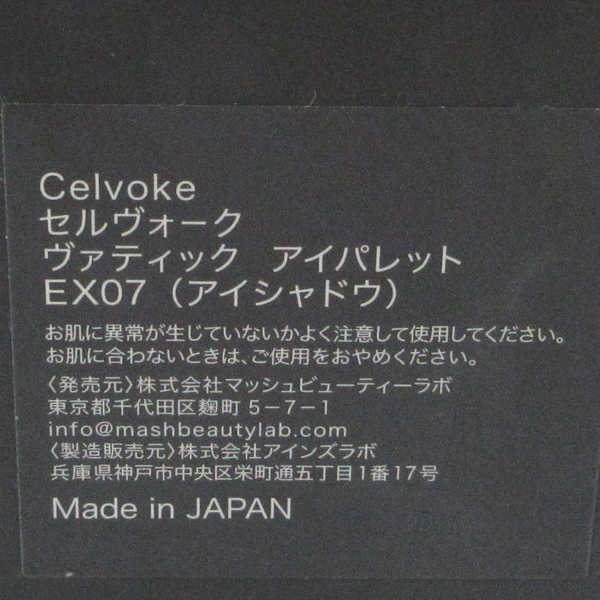 Celvoke
セルヴォーク
ヴァティック　アイパレット
EX07（アイシャドウ）
お肌に異常が生じていないかよく注意して使用してください。
お肌に合わないときは、ご使用をおやめください。
〈発売元〉株式会社マッシュビューティーラボ
東京都千代田区麹町 5-7-1
info@mashbeautylab.com
〈製造販売元〉株式会社アインズラボ
兵庫県神戸市中央区栄町通五丁目1番17号
Made in JAPAN